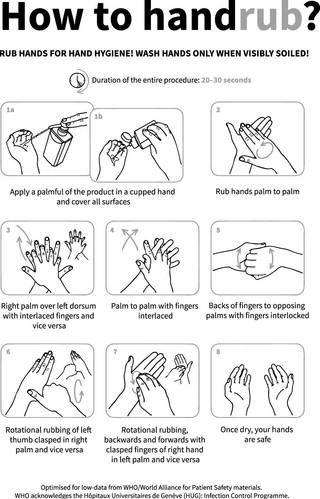 How to handrub?
RUB HANDS FOR HAND HYGIENE! WASH HANDS ONLY WHEN VISIBLY SOILED!
Duration of the entire procedure: 20–30 seconds
1a
1b
Apply a palmful of the product in a cupped hand
and cover all surfaces
2
Rub hands palm to palm
3
Right palm over left dorsum
with interlaced fingers and
vice versa
4
Palm to palm with fingers
interlaced
5
Backs of fingers to opposing
palms with fingers interlocked
6
Rotational rubbing of left
thumb clasped in right
palm and vice versa
7
Rotational rubbing,
backwards and forwards with
clasped fingers of right hand
in left palm and vice versa
8
Once dry, your hands
are safe
Optimised for low-data from WHO/World Alliance for Patient Safety materials.
WHO acknowledges the Hôpitaux Universitaires de Genève (HUG): Infection Control Programme.